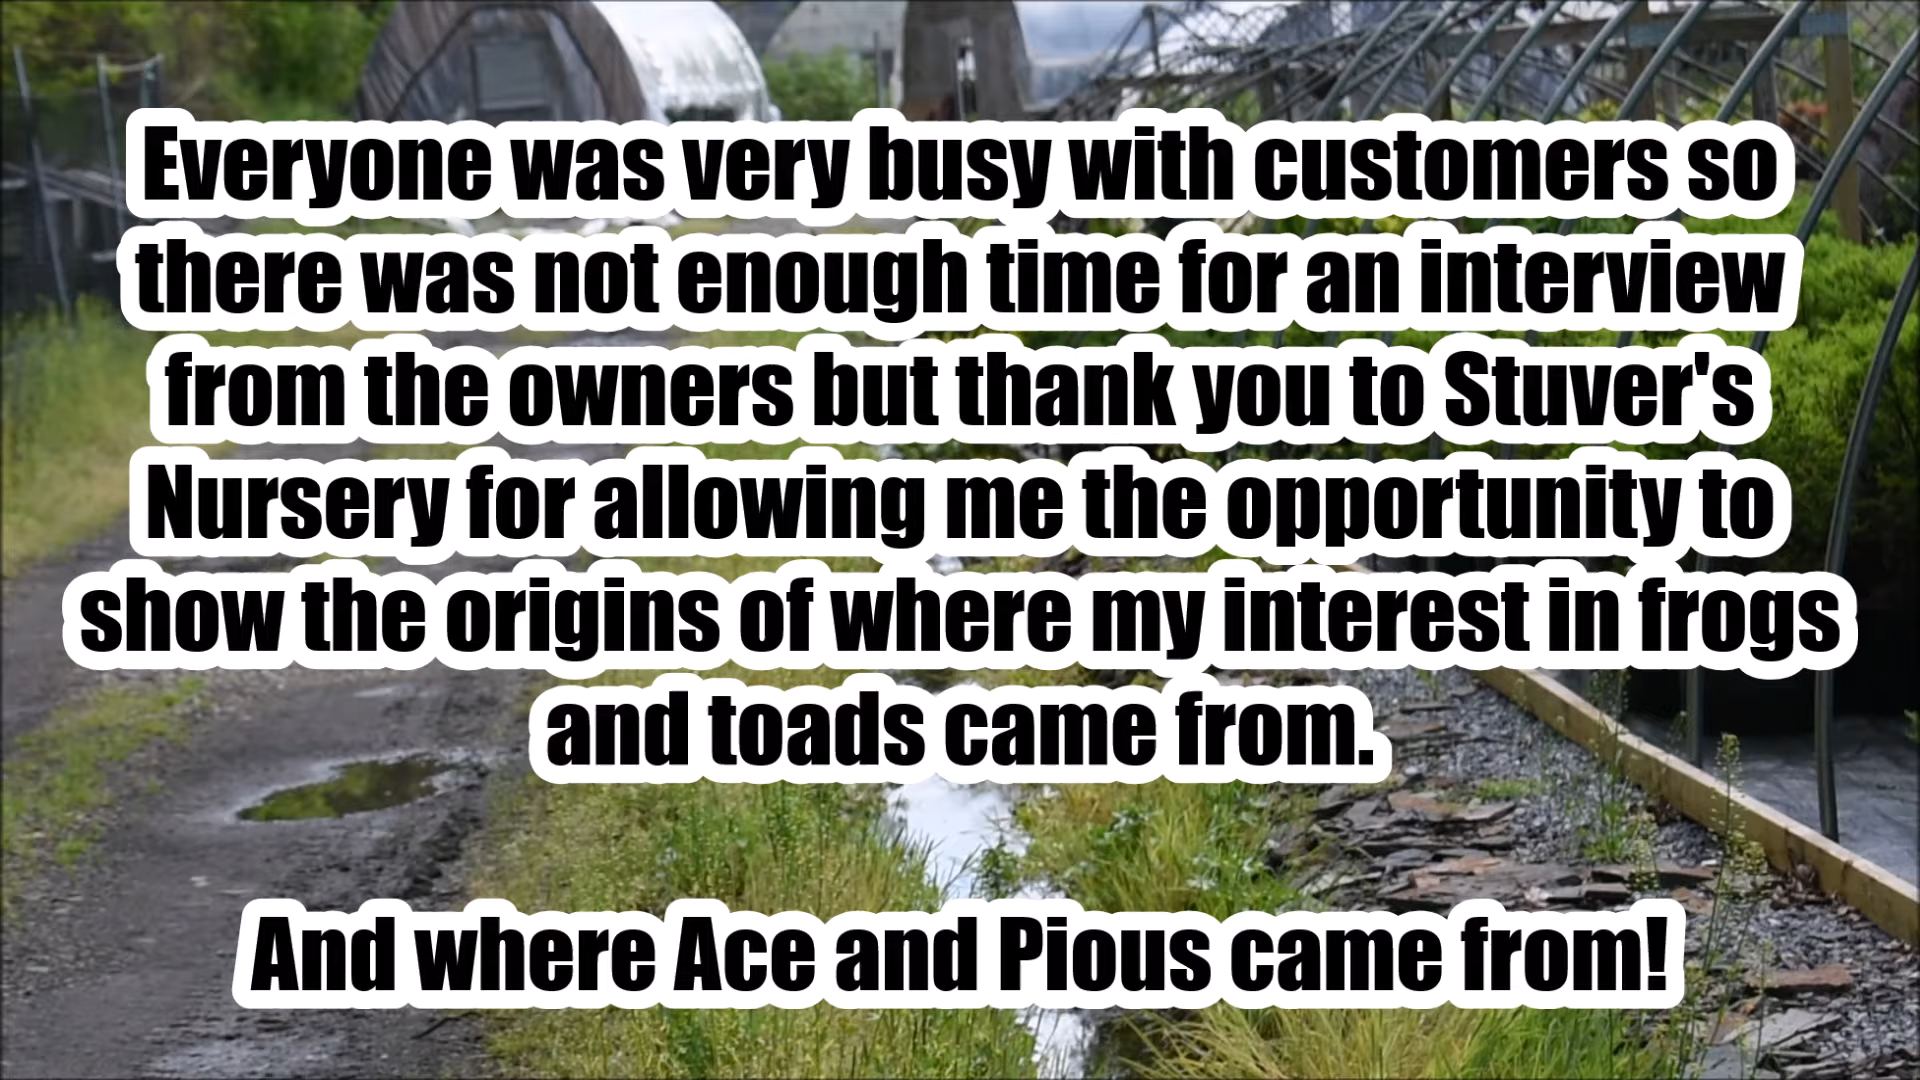 Everyone was very busy with customers so
there was not enough time for an interview
from the owners but thank you to Stuver's
Nursery for allowing me the opportunity to
show the origins of where my interest in frogs
and toads came from.
And where Ace and Pious came from!